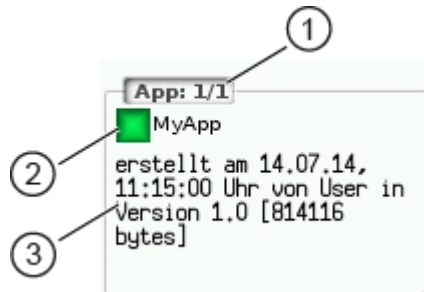 1
App: 1/1
2
MyApp
erstellt am 14.07.14,
11:15:00 Uhr von User in
3
Version 1.0 [814116
bytes]